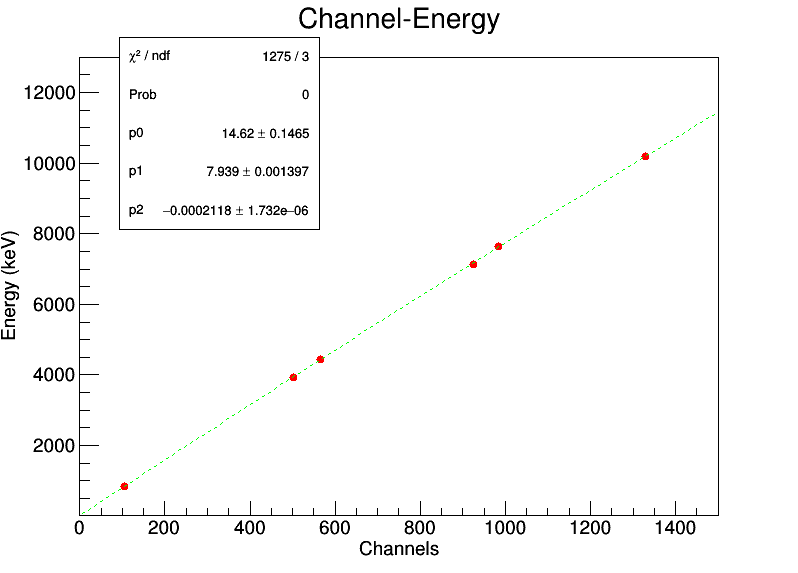 Channel-Energy
χ² / ndf 1275 / 3
Prob 0
p0 14.62 ± 0.1465
p1 7.939 ± 0.001397
p2 −0.0002118 ± 1.732e−06
12000
10000
8000
6000
4000
2000
Energy (keV)
0 200 400 600 800 1000 1200 1400
Channels